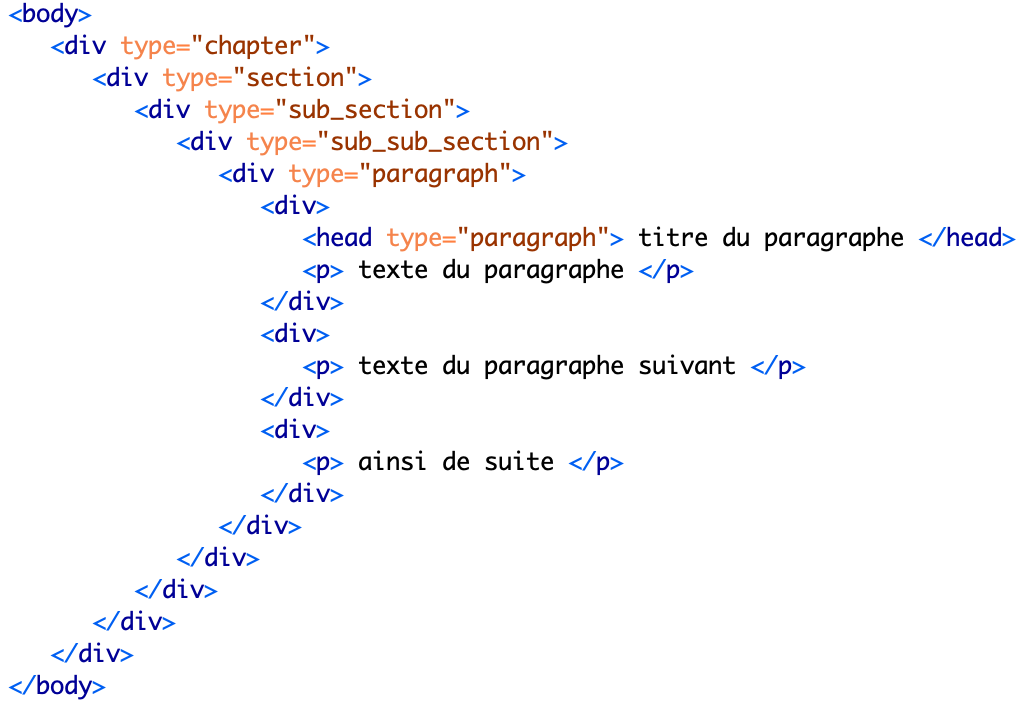 <body>
<div type="chapter">
<div type="section">
<div type="sub_section">
<div type="sub_sub_section">
<div type="paragraph">
<div>
<head type="paragraph"> titre du paragraphe </head>
<p> texte du paragraphe </p>
</div>
<div>
<p> texte du paragraphe suivant </p>
</div>
<div>
<p> ainsi de suite </p>
</div>
</div>
</div>
</div>
</div>
</div>
</body>